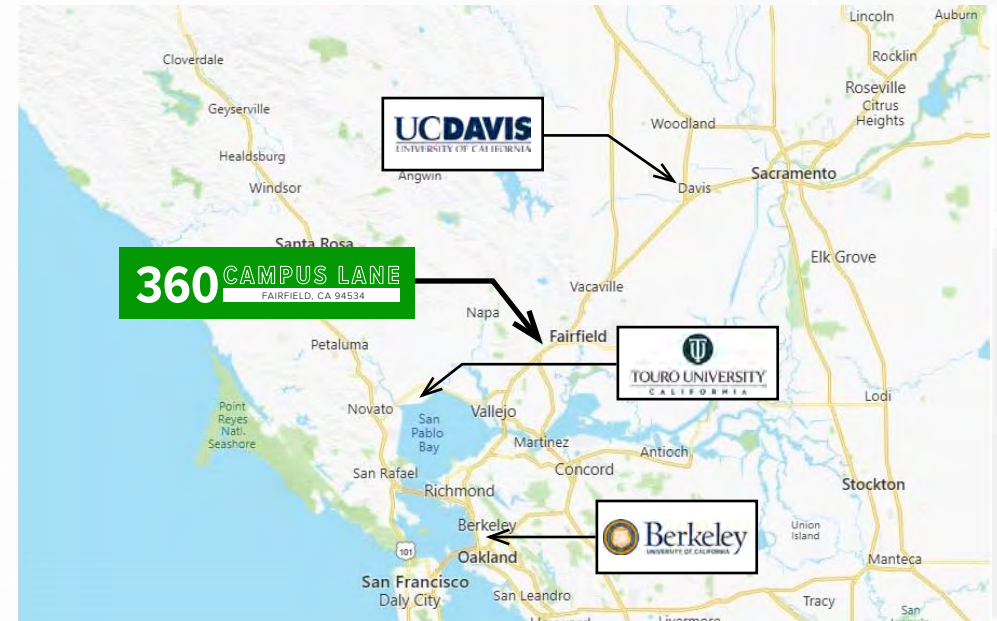 Lincoln
Auburn
Cloverdale
Rocklin
Roseville
Citrus
Heights
Geyserville
UCDAVIS
UNIVERSITY OF CALIFORNIA
Woodland
Healdsburg
Angwin
Sacramento
Windsor
Davis
Santa Rosa
Elk Grove
360 CAMPUS LANE
FAIRFIELD, CA 94534
Vacaville
Napa
Fairfield
Petaluma
TOURO UNIVERSITY
CALIFORNIA
Lodi
Novato
Vallejo
Point
Reyes
Natl.
Seashore
San
Pablo
Bay
Martinez
Antioch
San Rafael
Concord
Stockton
Richmond
Berkeley
Berkeley
UNIVERSITY OF CALIFORNIA
Union
Island
101
Oakland
Manteca
San Francisco
Daly City
San Leandro
Tracy
San
Livermore